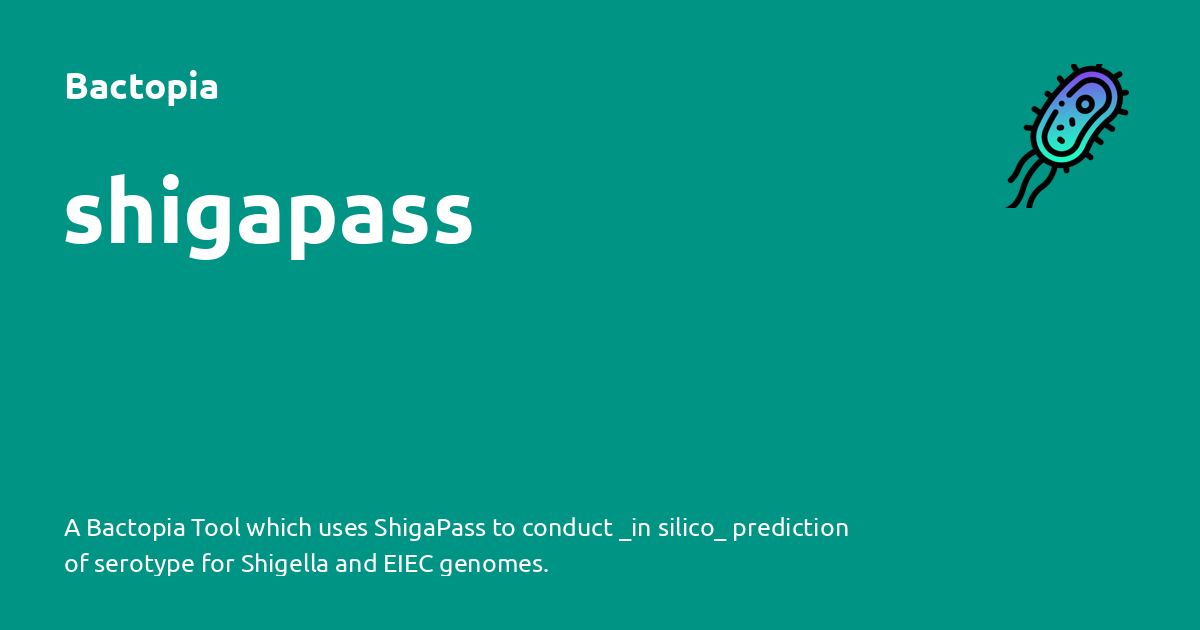 Bactopia
shigapass
A Bactopia Tool which uses ShigaPass to conduct _in silico_ prediction
of serotype for Shigella and EIEC genomes.